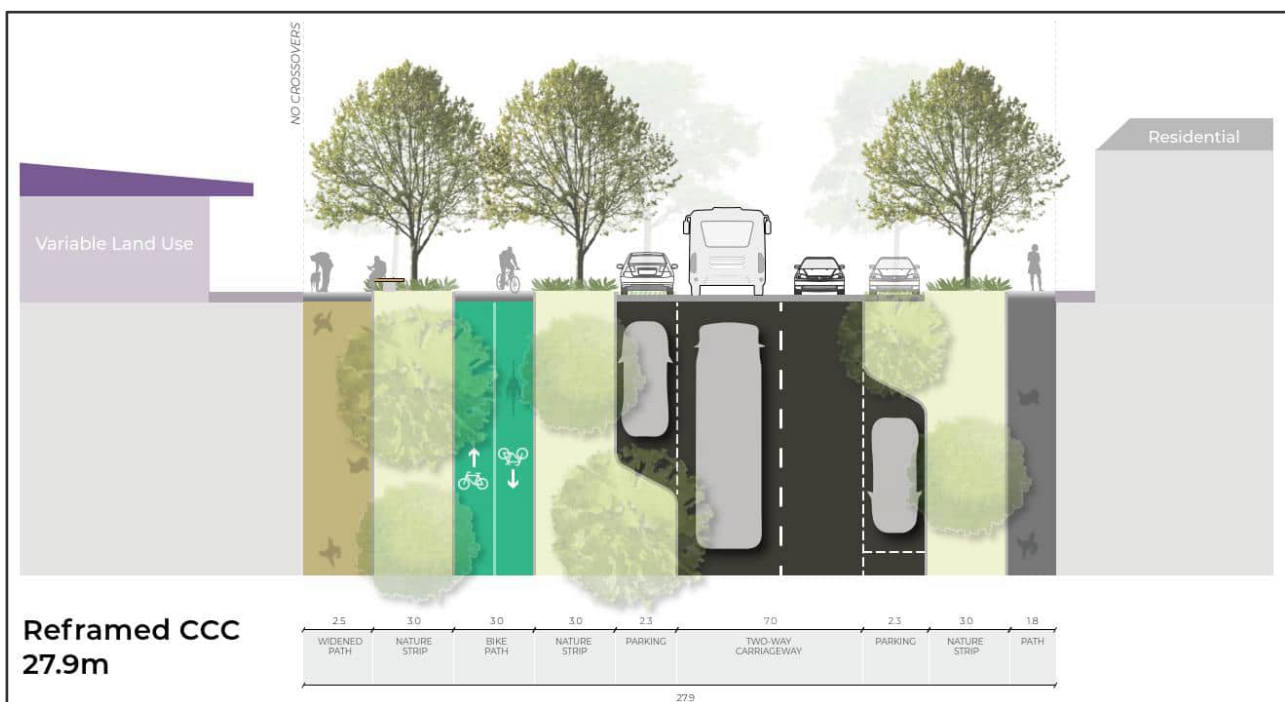 NO CROSSOVERS
Residential
Variable Land Use
Reframed CCC
27.9m
2.5 3.0 3.0 3.0 2.3 7.0 2.3 3.0 1.8
WIDENED PATH
NATURE STRIP
BIKE PATH
NATURE STRIP
PARKING
TWO-WAY CARRIAGEWAY
PARKING
NATURE STRIP
PATH
27.9